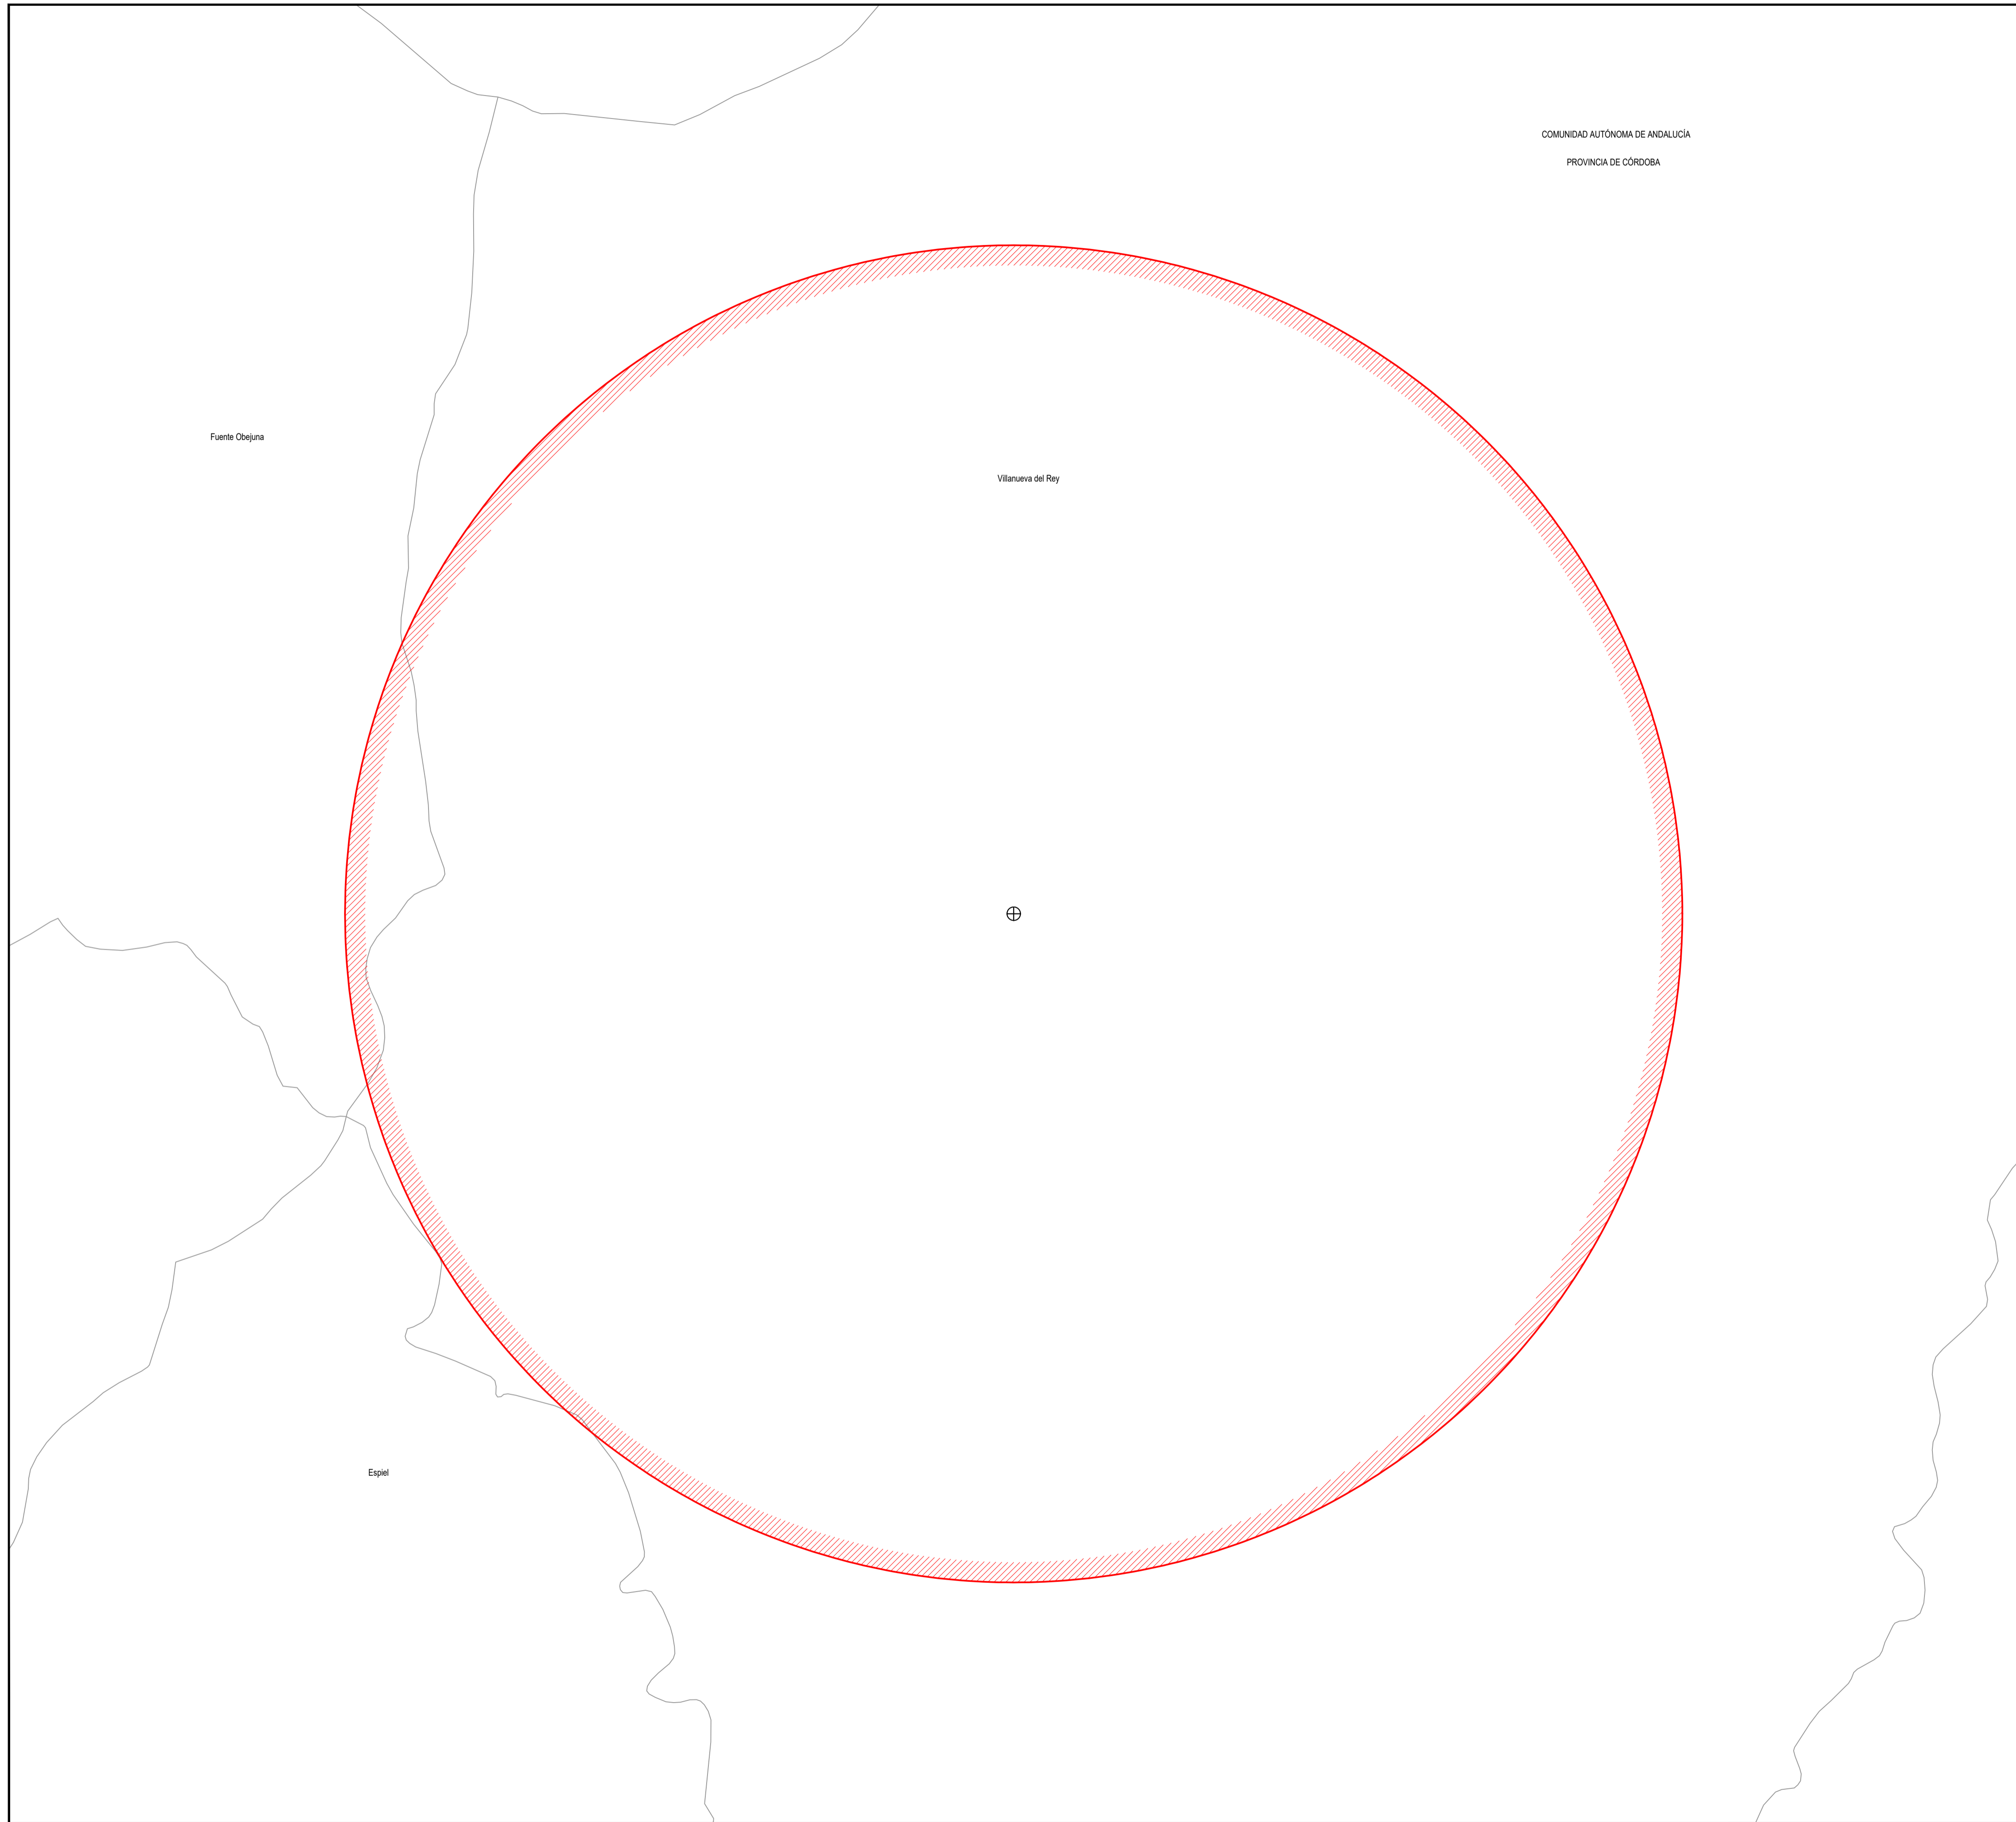 COMUNIDAD AUTÓNOMA DE ANDALUCÍA
PROVINCIA DE CÓRDOBA
Fuente Obejuna
Villanueva del Rey
Espiel